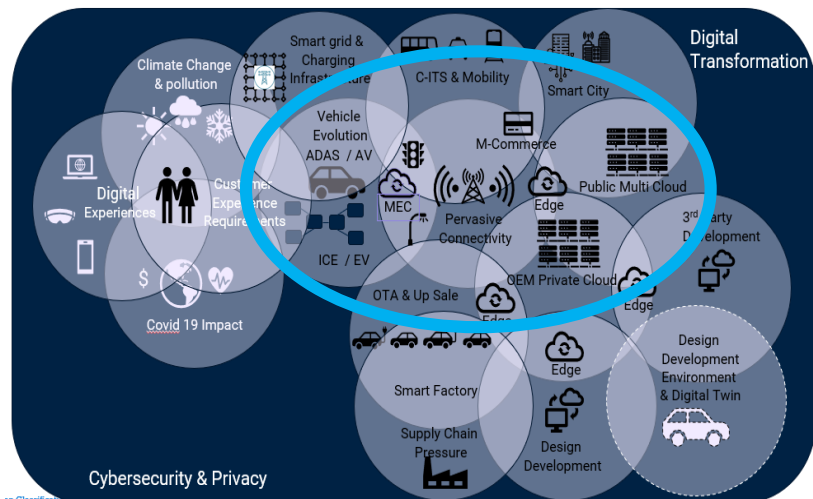 Digital
Transformation
Smart grid &
Charging
Infrastructure
C-ITS & Mobility
Smart City
Climate Change
& pollution
Vehicle
Evolution
ADAS / AV
M-Commerce
Public Multi Cloud
Digital
Experiences
Customer
Experience
Requirements
MEC
Edge
Pervasive
Connectivity
3rd Party
Development
ICE / EV
OEM Private Cloud
$
OTA & Up Sale
Edge
Edge
Covid 19 Impact
Design
Development
Environment
& Digital Twin
Edge
Smart Factory
Supply Chain
Pressure
Design
Development
Cybersecurity & Privacy